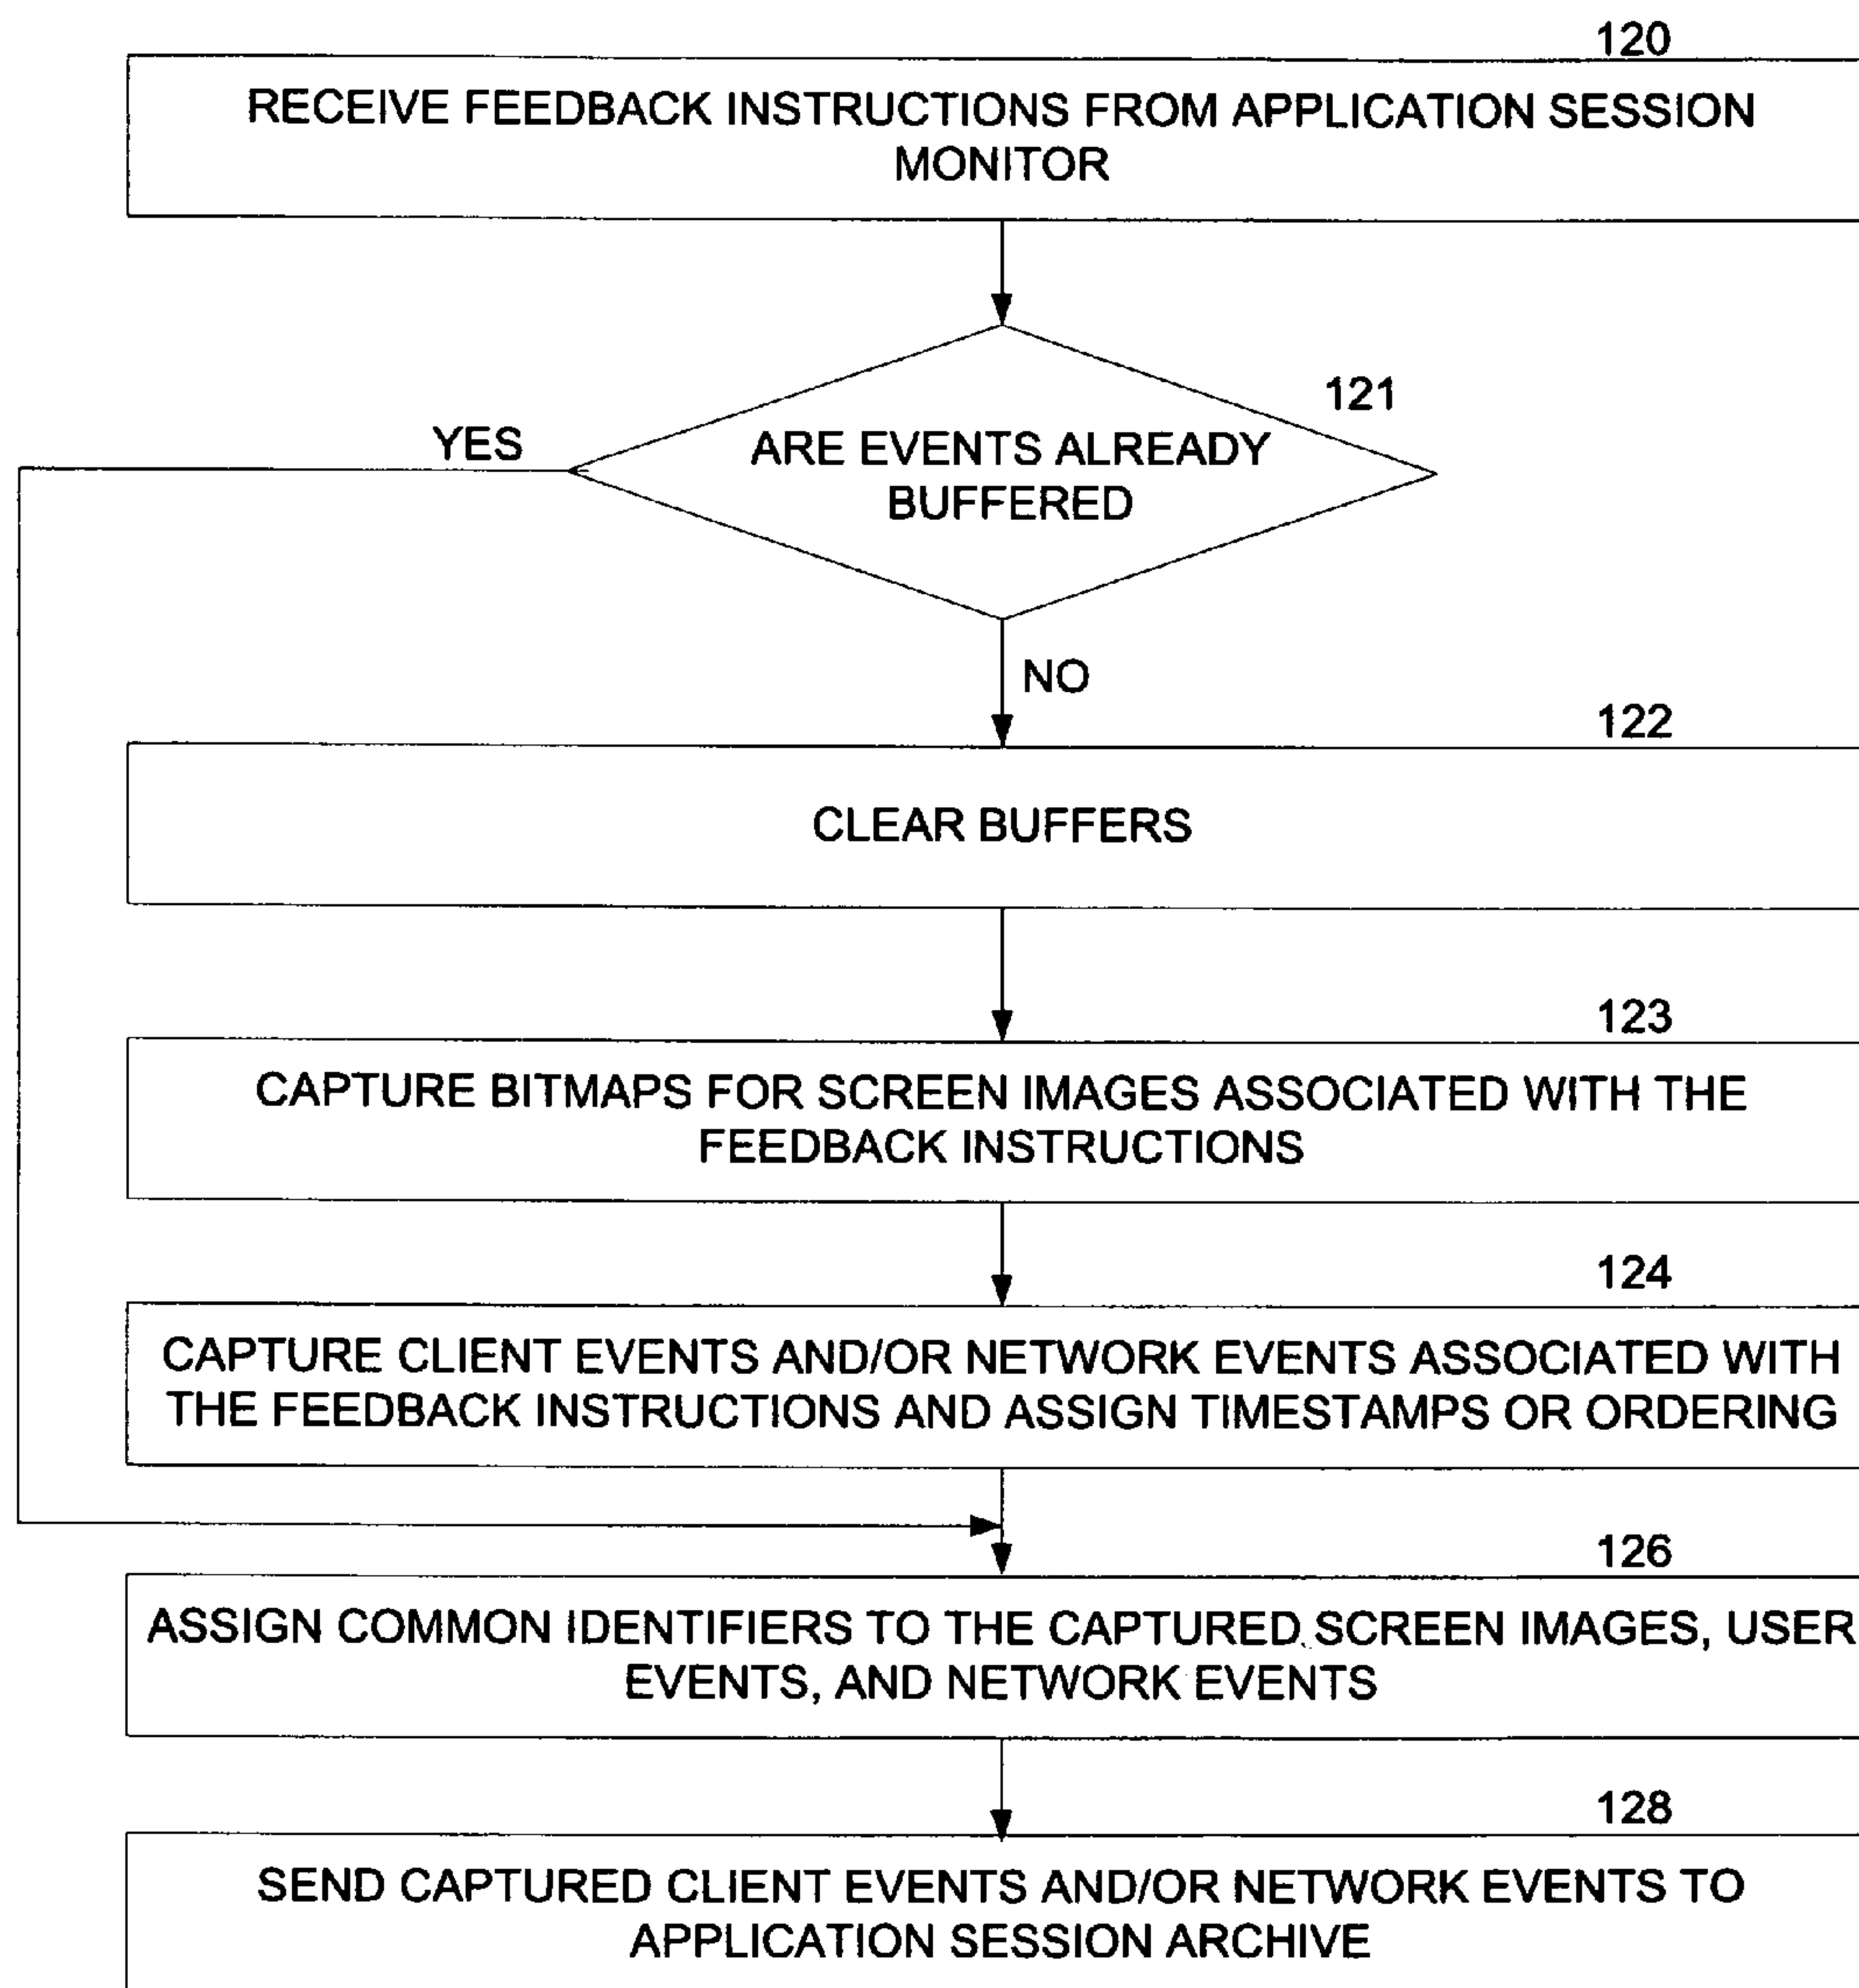 120
RECEIVE FEEDBACK INSTRUCTIONS FROM APPLICATION SESSION
MONITOR
121
YES
ARE EVENTS ALREADY
BUFFERED
NO
122
CLEAR BUFFERS
123
CAPTURE BITMAPS FOR SCREEN IMAGES ASSOCIATED WITH THE
FEEDBACK INSTRUCTIONS
124
CAPTURE CLIENT EVENTS AND/OR NETWORK EVENTS ASSOCIATED WITH
THE FEEDBACK INSTRUCTIONS AND ASSIGN TIMESTAMPS OR ORDERING
126
ASSIGN COMMON IDENTIFIERS TO THE CAPTURED SCREEN IMAGES, USER
EVENTS, AND NETWORK EVENTS
128
SEND CAPTURED CLIENT EVENTS AND/OR NETWORK EVENTS TO
APPLICATION SESSION ARCHIVE